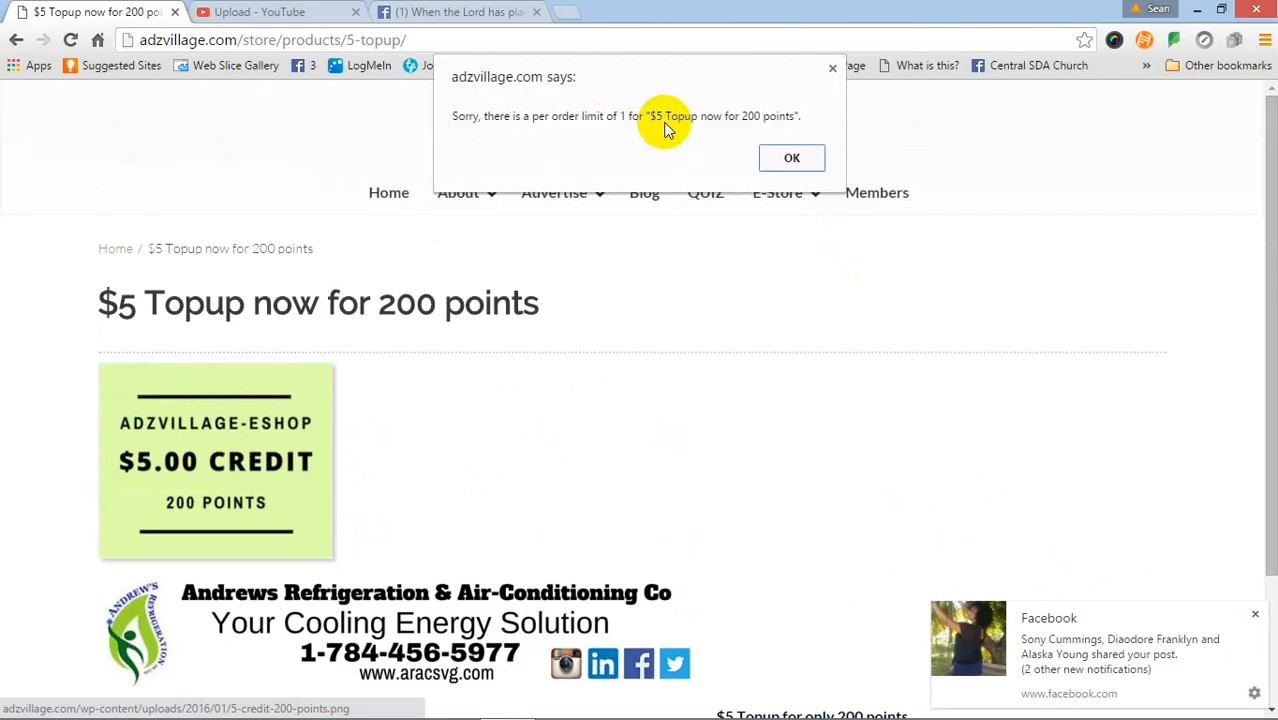 $5 Topup now for 200 poi
Upload - YouTube
(1) When the Lord has pla
Sean
adzvillage.com/store/products/5-topup/
Apps
Suggested Sites
Web Slice Gallery
3
LogMeIn
Jo
Page
What is this?
Central SDA Church
»
Other bookmarks
adzvillage.com says:
Sorry, there is a per order limit of 1 for "$5 Topup now for 200 points".
OK
Home
About
Advertise
Blog
QUIZ
E-Store
Members
Home / $5 Topup now for 200 points
$5 Topup now for 200 points
ADZVILLAGE-ESHOP
$5.00 CREDIT
200 POINTS
ANDREW'S
REFRIGERATION
Andrews Refrigeration & Air-Conditioning Co
Your Cooling Energy Solution
1-784-456-5977
www.aracsvg.com
Facebook
Sony Cummings, Diaodore Franklyn and
Alaska Young shared your post.
(2 other new notifications)
www.facebook.com
adzvillage.com/wp-content/uploads/2016/01/5-credit-200-points.png
$5 Topup for only 200 points